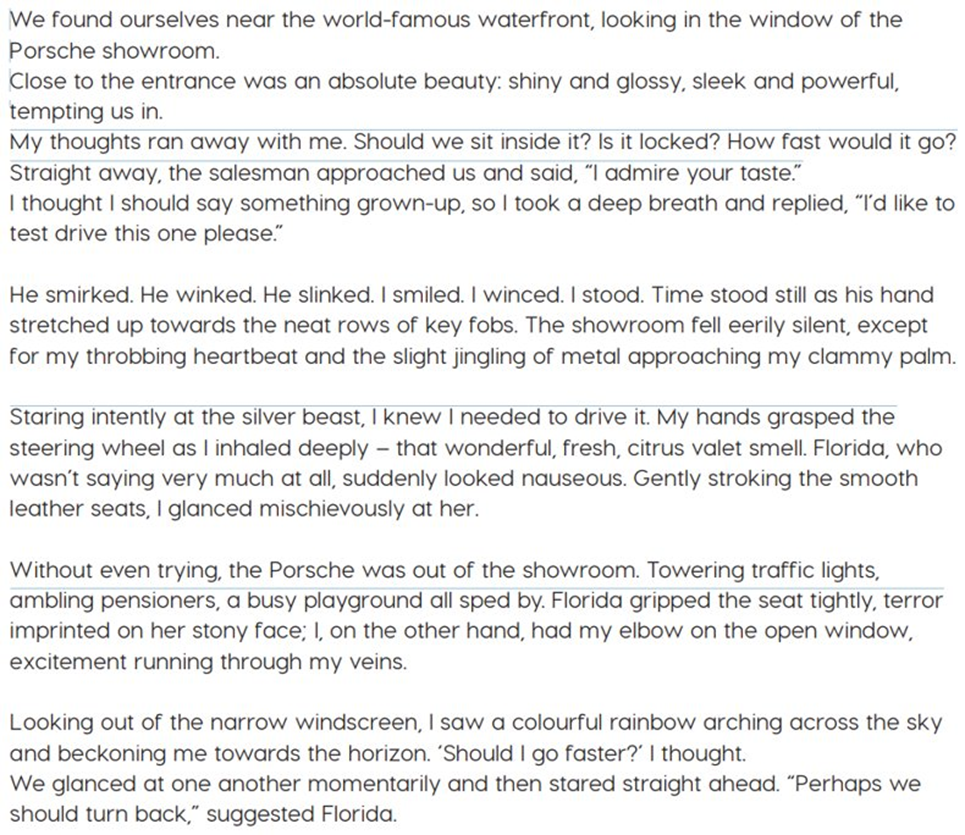 We found ourselves near the world-famous waterfront, looking in the window of the
Porsche showroom.
Close to the entrance was an absolute beauty: shiny and glossy, sleek and powerful,
tempting us in.
My thoughts ran away with me. Should we sit inside it? Is it locked? How fast would it go?
Straight away, the salesman approached us and said, “I admire your taste.”
I thought I should say something grown-up, so I took a deep breath and replied, “I’d like to
test drive this one please.”

He smirked. He winked. He slinked. I smiled. I winced. I stood. Time stood still as his hand
stretched up towards the neat rows of key fobs. The showroom fell eerily silent, except
for my throbbing heartbeat and the slight jingling of metal approaching my clammy palm.

Staring intently at the silver beast, I knew I needed to drive it. My hands grasped the
steering wheel as I inhaled deeply – that wonderful, fresh, citrus valet smell. Florida, who
wasn’t saying very much at all, suddenly looked nauseous. Gently stroking the smooth
leather seats, I glanced mischievously at her.

Without even trying, the Porsche was out of the showroom. Towering traffic lights,
ambling pensioners, a busy playground all sped by. Florida gripped the seat tightly, terror
imprinted on her stony face; I, on the other hand, had my elbow on the open window,
excitement running through my veins.

Looking out of the narrow windscreen, I saw a colourful rainbow arching across the sky
and beckoning me towards the horizon. ‘Should I go faster?’ I thought.
We glanced at one another momentarily and then stared straight ahead. “Perhaps we
should turn back,” suggested Florida.